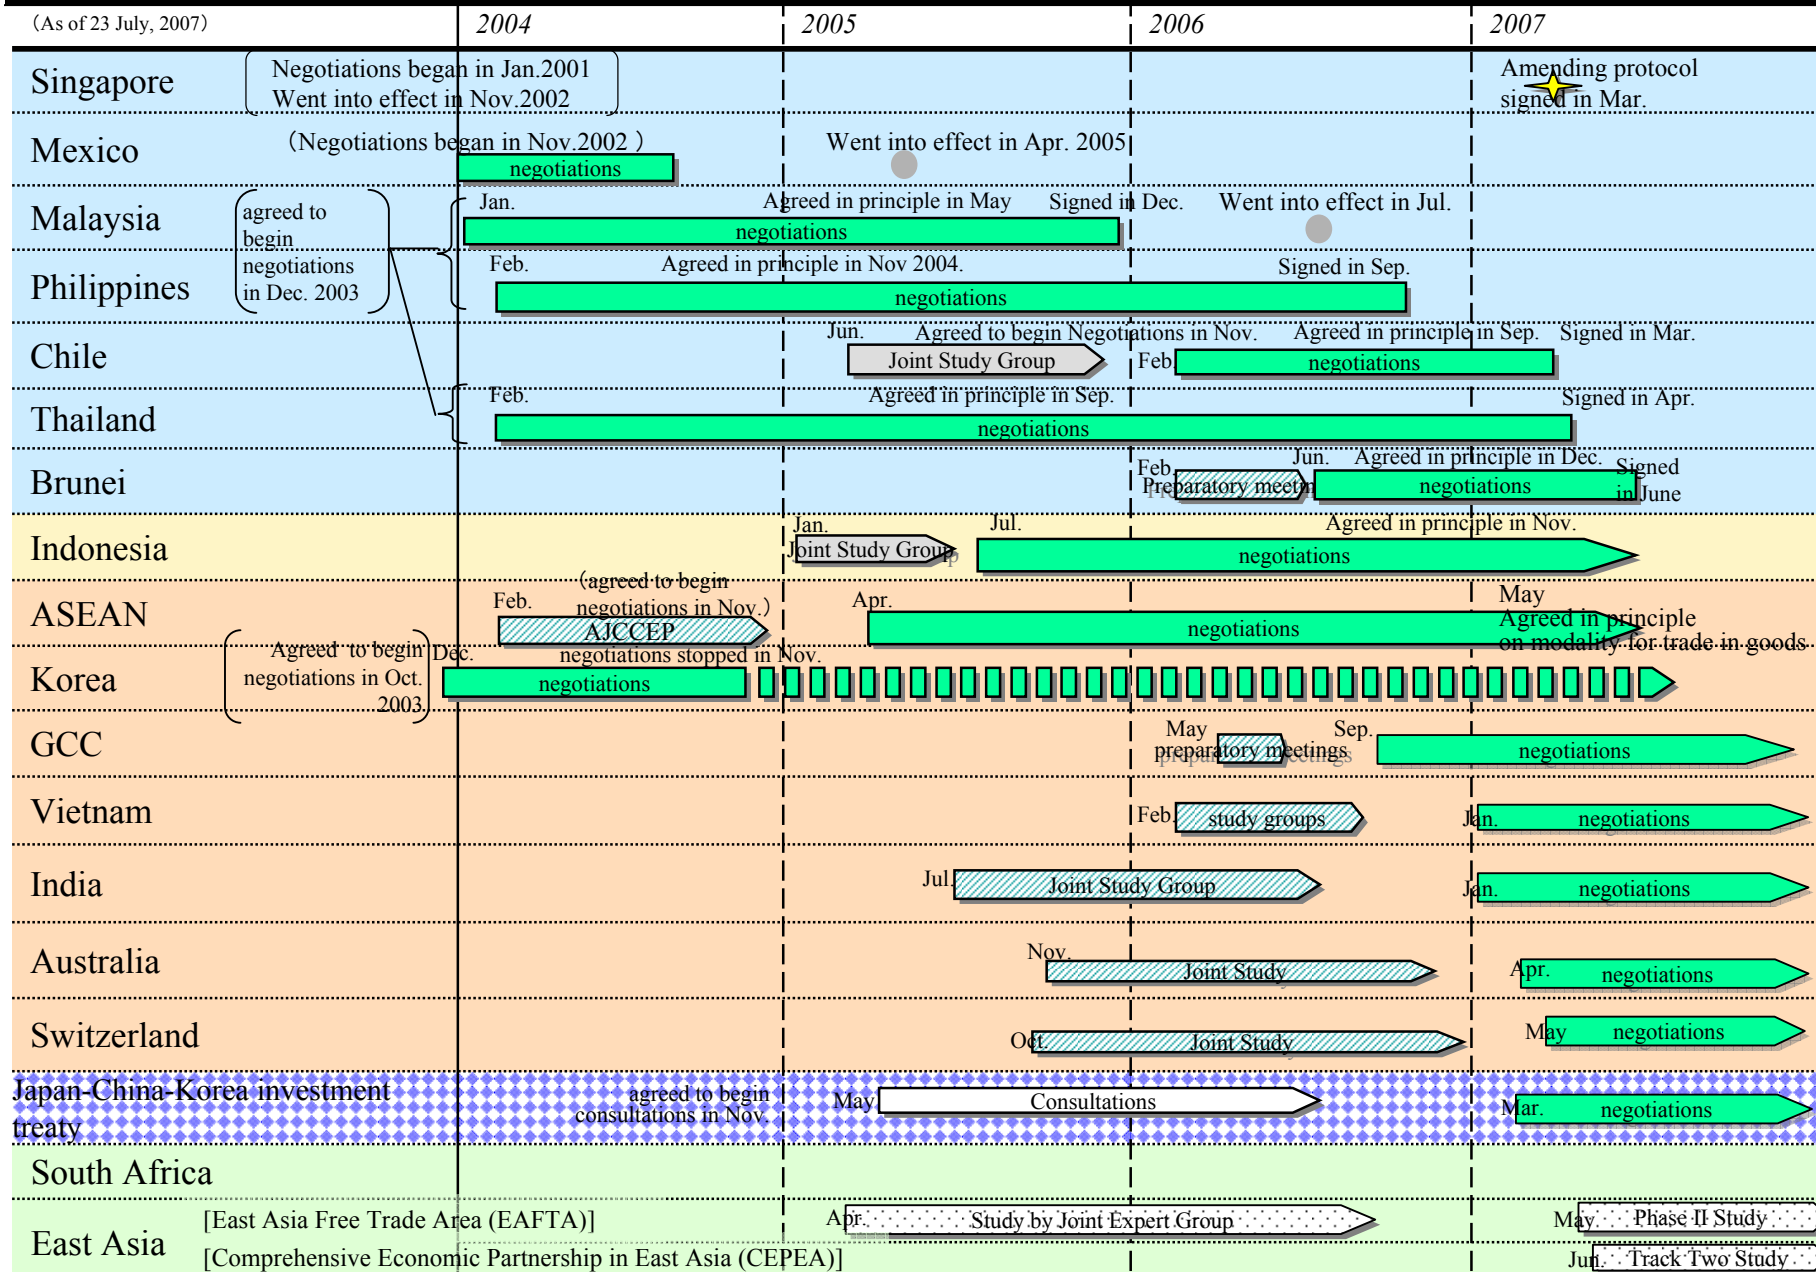 （As of 23 July, 2007） 2004 2005 2006 2007
Singapore
Negotiations began in Jan.2001
Went into effect in Nov.2002
Amending protocol
signed in Mar.
Mexico
（Negotiations began in Nov.2002 ）
negotiations
Went into effect in Apr. 2005
Malaysia
agreed to
begin
negotiations
in Dec. 2003
Jan.
Agreed in principle in May
Signed in Dec.
Went into effect in Jul.
negotiations
Philippines
Feb.
Agreed in principle in Nov 2004.
Signed in Sep.
negotiations
Chile
Jun.
Agreed to begin Negotiations in Nov.
Agreed in principle in Sep.
Signed in Mar.
Joint Study Group
Feb.
negotiations
Thailand
Feb.
Agreed in principle in Sep.
Signed in Apr.
negotiations
Brunei
Feb.
Preparatory meetin
Jun.
Agreed in principle in Dec.
Signed
in June
negotiations
Indonesia
Jan.
Joint Study Group
Jul.
Agreed in principle in Nov.
negotiations
ASEAN
Feb.
（agreed to begin
negotiations in Nov.）
AJCCEP
Apr.
negotiations
May
Agreed in principle
on modality for trade in goods
Korea
Agreed to begin
negotiations in Oct.
2003
Dec.
negotiations stopped in Nov.
negotiations
GCC
May
preparatory meetings
Sep.
negotiations
Vietnam
Feb.
study groups
Jan.
negotiations
India
Jul.
Joint Study Group
Jan.
negotiations
Australia
Nov.
Joint Study
Apr.
negotiations
Switzerland
Oct.
Joint Study
May
negotiations
Japan-China-Korea investment
treaty
agreed to begin
consultations in Nov.
May
Consultations
Mar.
negotiations
South Africa
East Asia
[East Asia Free Trade Area (EAFTA)]
Apr.
Study by Joint Expert Group
May
Phase II Study
[Comprehensive Economic Partnership in East Asia (CEPEA)]
Jun.
Track Two Study